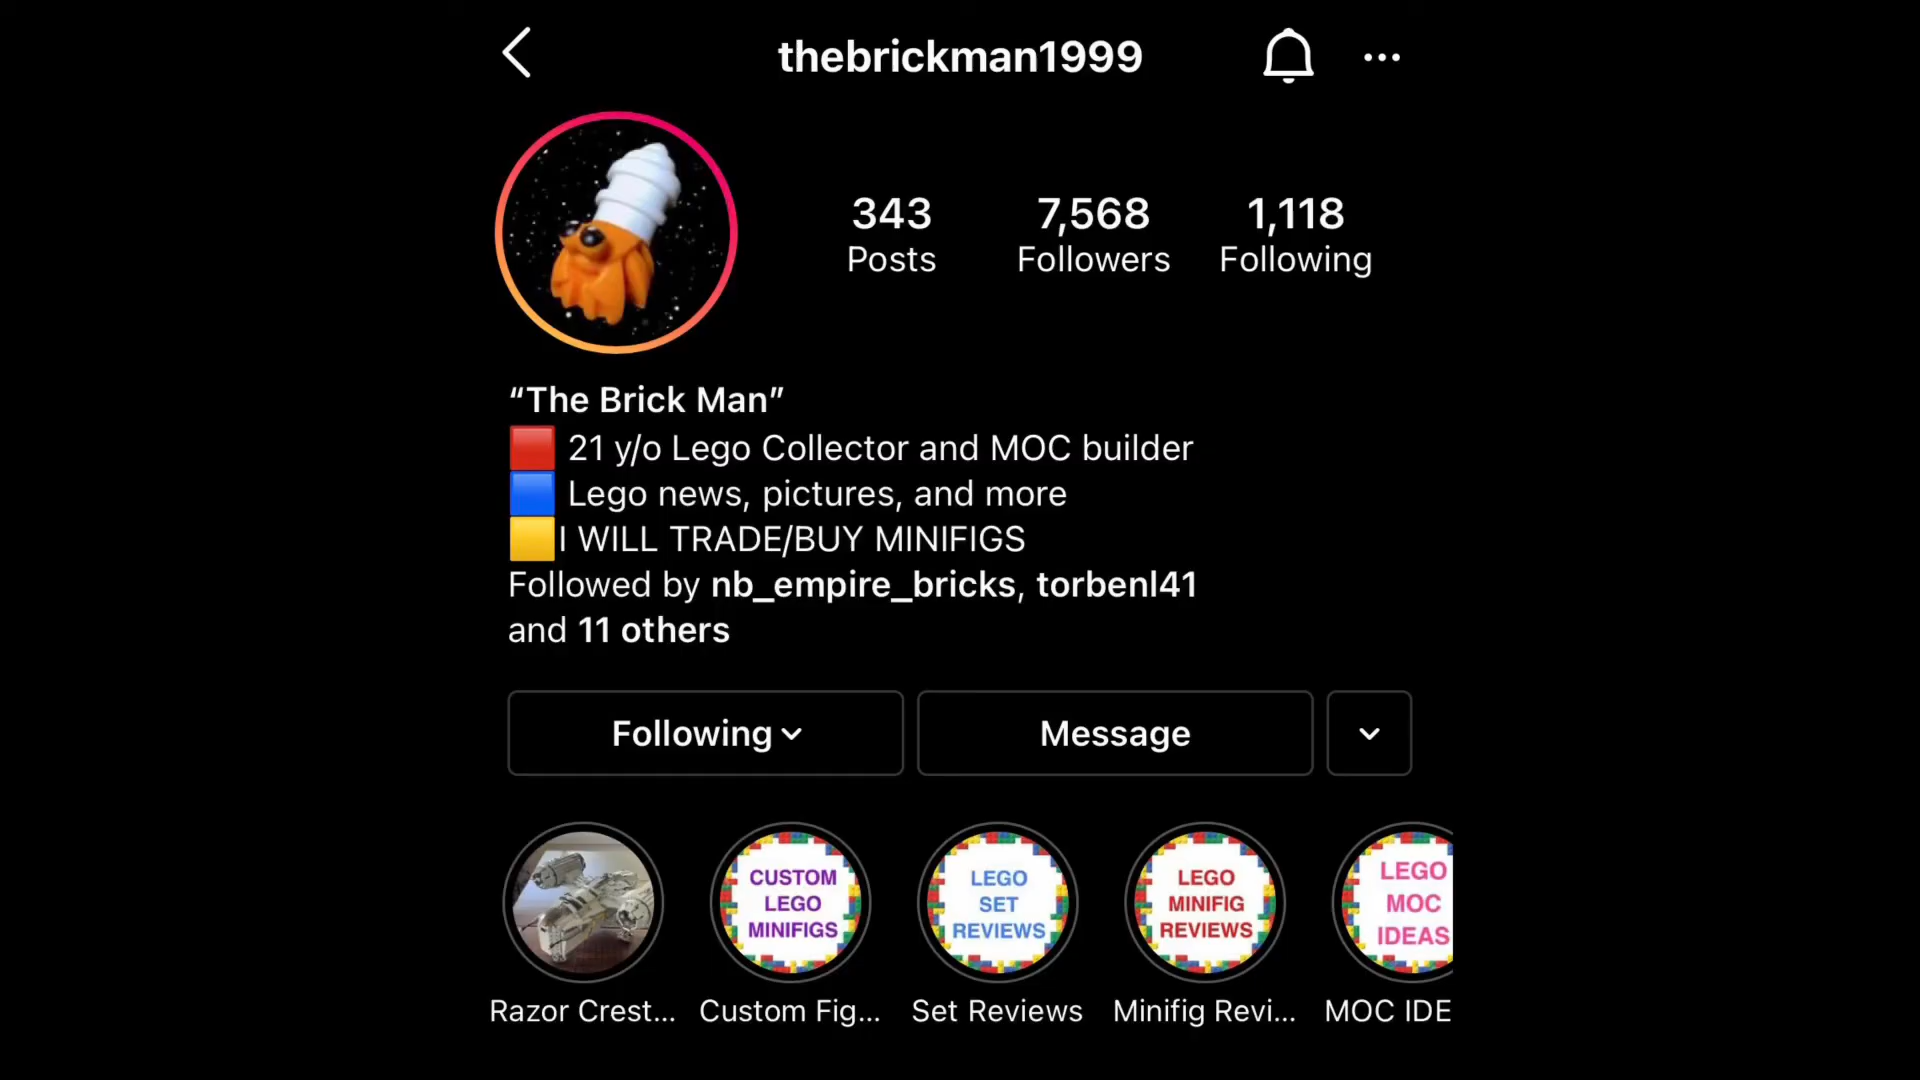 thebrickman1999
343
Posts
7,568
Followers
1,118
Following
“The Brick Man”
21 y/o Lego Collector and MOC builder
Lego news, pictures, and more
I WILL TRADE/BUY MINIFIGS
Followed by nb_empire_bricks, torbenl41
and 11 others
Following
Message
CUSTOM
LEGO
MINIFIGS
LEGO
SET
REVIEWS
LEGO
MINIFIG
REVIEWS
LEGO
MOC
IDEAS
Razor Crest...
Custom Fig...
Set Reviews
Minifig Revi...
MOC IDE